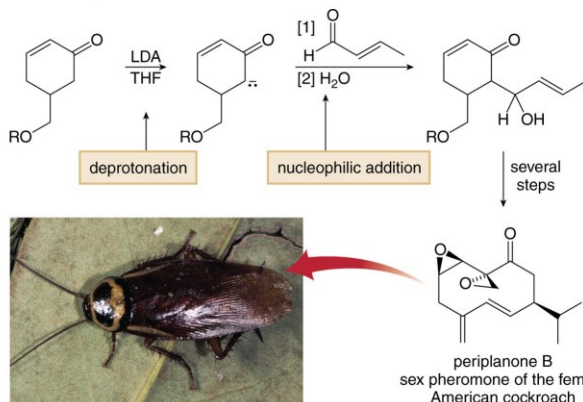 O
LDA
THF
RO
deprotonation
O
RO
[1]
O
H
[2] H₂O
nucleophilic addition
O
H OH
RO
several
steps
O
O
O
periplanone B
sex pheromone of the fem
American cockroach